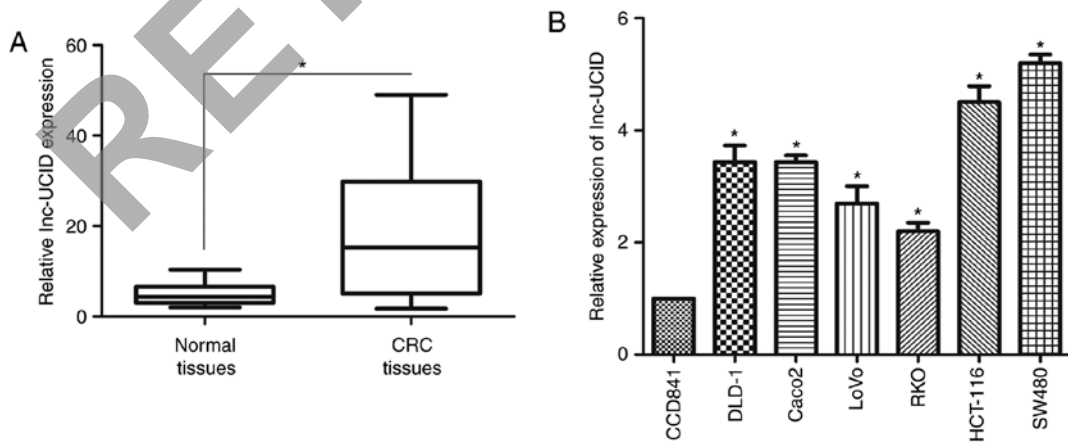 A
Relative lnc-UCID expression
60
40
20
0
*
Normal
tissues
CRC
tissues
B
Relative expression of lnc-UCID
6
4
2
0
*
*
*
*
*
*
CCD841
DLD-1
Caco2
LoVo
RKO
HCT-116
SW480
RE